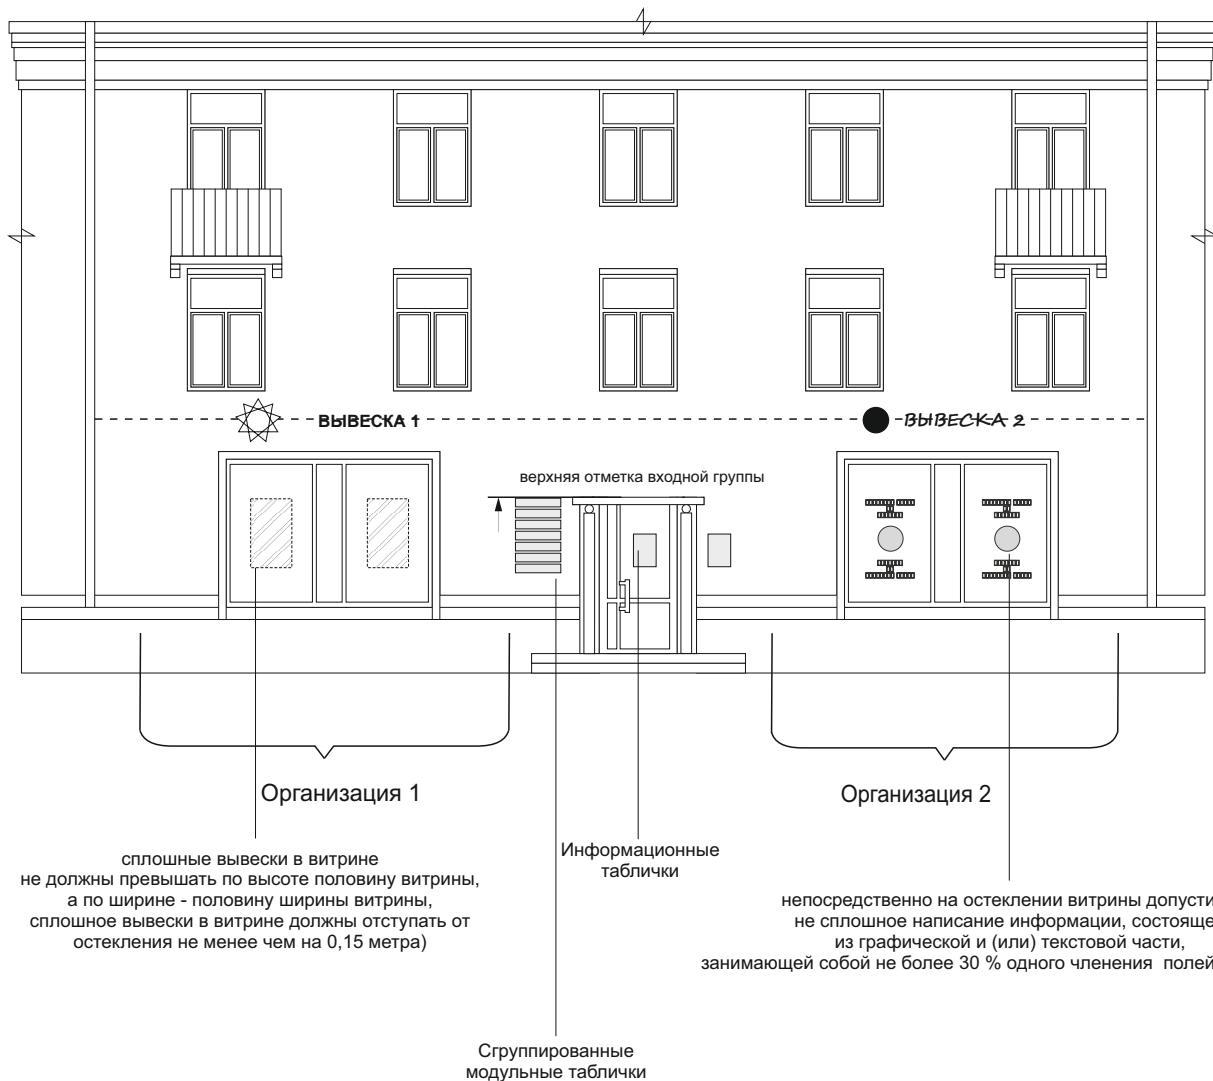 ВЫВЕСКА 1
ВЫВЕСКА 2
верхняя отметка входной группы
Организация 1
Организация 2
сплошные вывески в витрине
не должны превышать по высоте половину витрины,
а по ширине - половину ширины витрины,
сплошное вывески в витрине должны отступать от
остекления не менее чем на 0,15 метра)
Информационные
таблички
непосредственно на остеклении витрины допусти
не сплошное написание информации, состояще
из графической и (или) текстовой части,
занимающей собой не более 30 % одного членения полей
Сгруппированные
модульные таблички